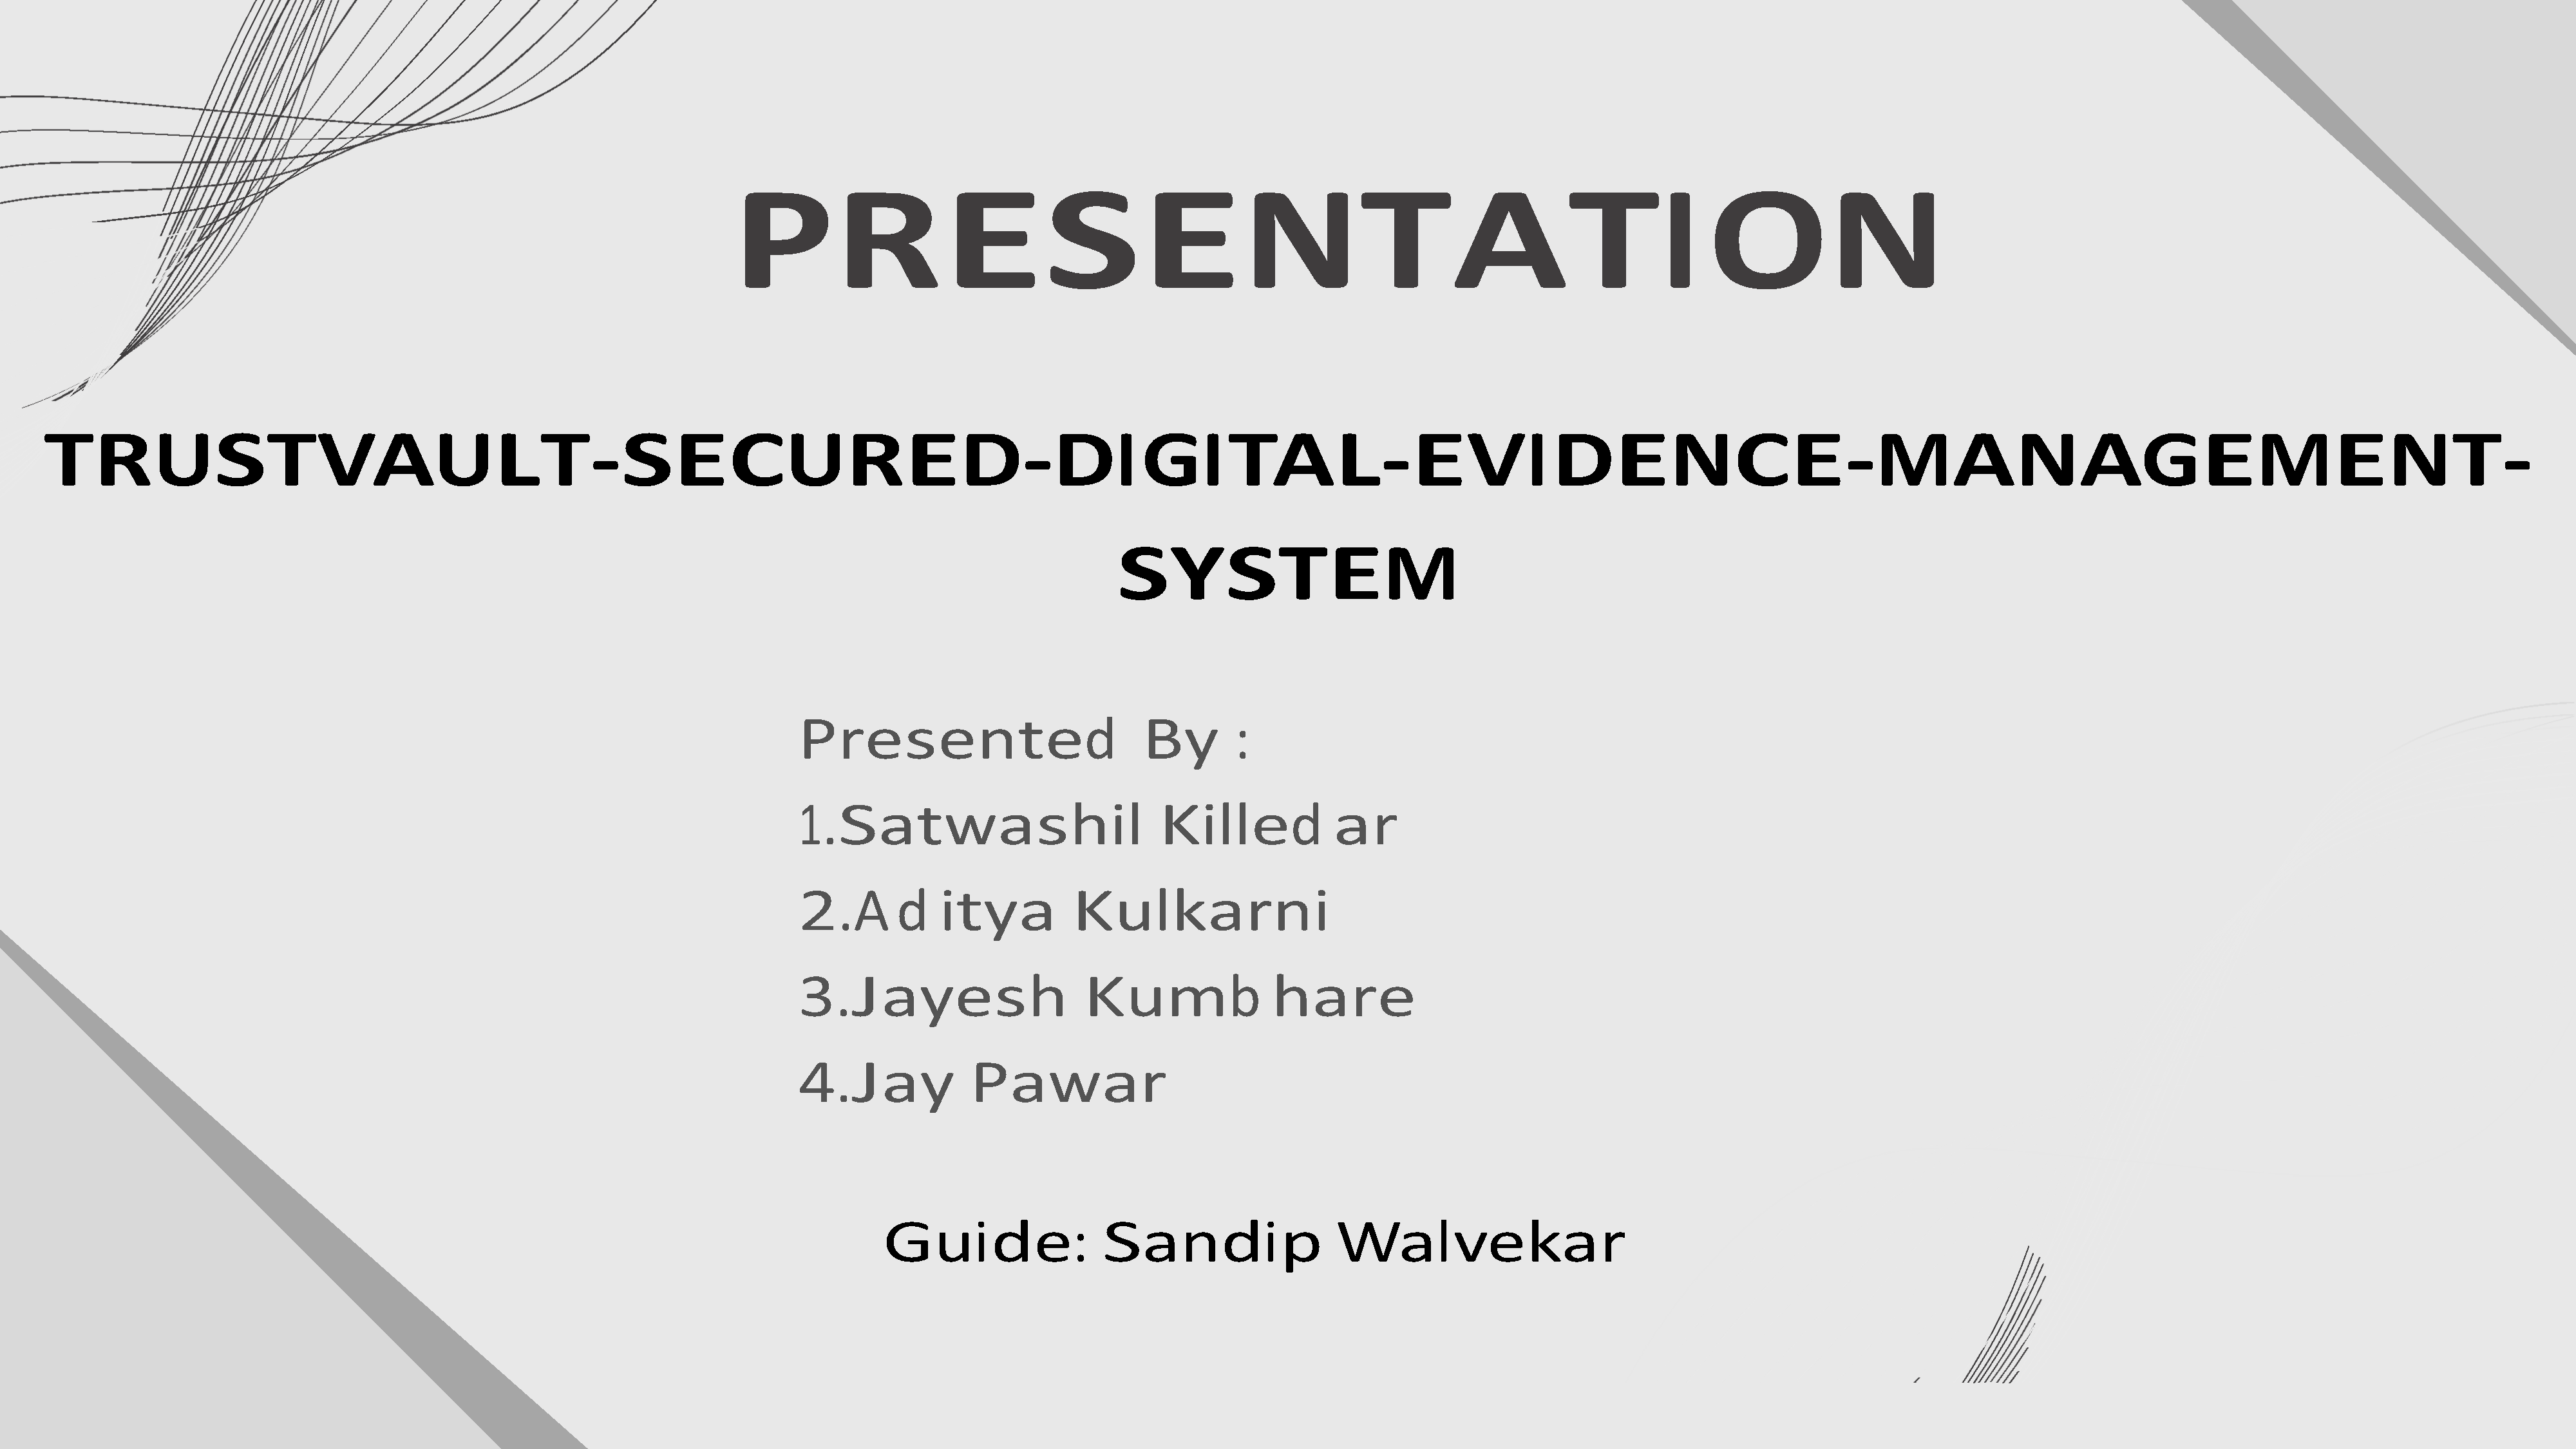 PRESENTATION
TRUSTVAULT-SECURED-DIGITAL-EVIDENCE-MANAGEMENT-
SYSTEM
Presented By :
1.Satwashil Killedar
2.Aditya Kulkarni
3.Jayesh Kumbhare
4.Jay Pawar
Guide: Sandip Walvekar